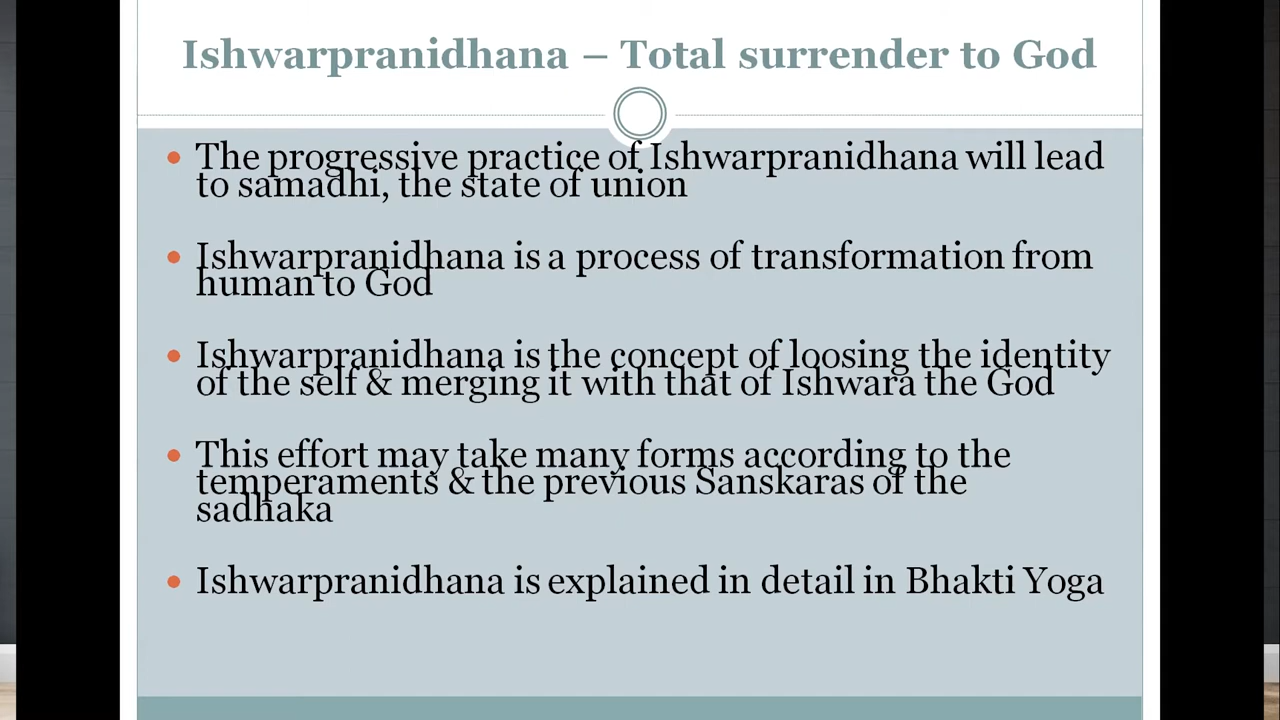 Ishwarpranidhana – Total surrender to God
• The progressive practice of Ishwarpranidhana will lead
to samadhi, the state of union
• Ishwarpranidhana is a process of transformation from
human to God
• Ishwarpranidhana is the concept of loosing the identity
of the self & merging it with that of Ishwara the God
• This effort may take many forms according to the
temperaments & the previous Sanskaras of the
sadhaka
• Ishwarpranidhana is explained in detail in Bhakti Yoga